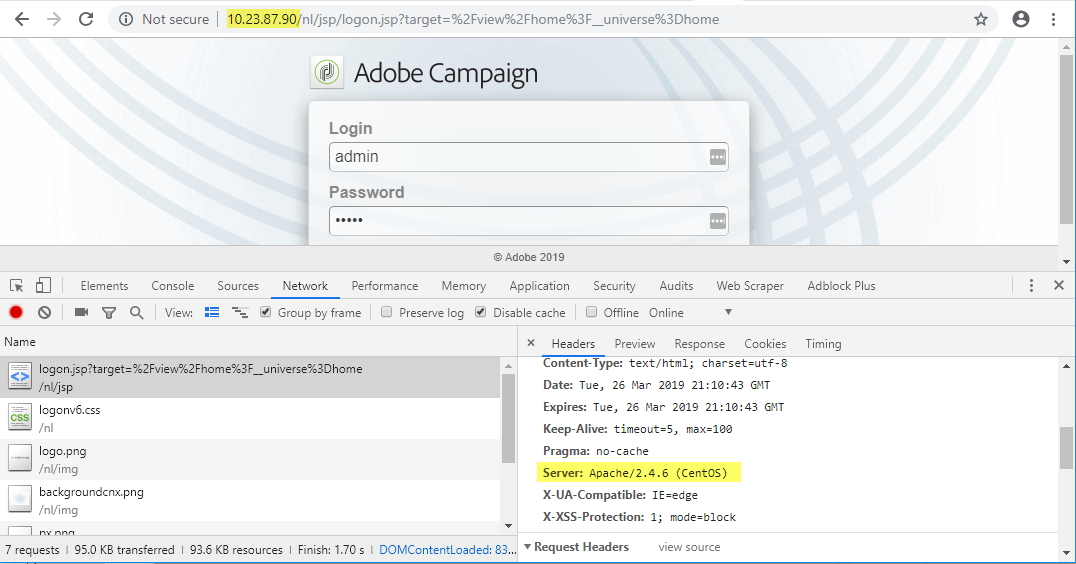 Not secure | 10.23.87.90/nl/jsp/logon.jsp?target=%2Fview%2Fhome%3F__universe%3Dhome
Adobe Campaign
Login
admin
Password
•••••
© Adobe 2019
Elements Console Sources Network Performance Memory Application Security Audits Web Scraper Adblock Plus
View: Group by frame Preserve log Disable cache Offline Online
Name
logon.jsp?target=%2Fview%2Fhome%3F__universe%3Dhome
/nl/jsp
logonv6.css
/nl
logo.png
/nl/img
backgroundcnx.png
/nl/img
px.png
7 requests | 95.0 KB transferred | 93.6 KB resources | Finish: 1.70 s | DOMContentLoaded: 83...
Headers Preview Response Cookies Timing
Content-Type: text/html; charset=utf-8
Date: Tue, 26 Mar 2019 21:10:43 GMT
Expires: Tue, 26 Mar 2019 21:10:43 GMT
Keep-Alive: timeout=5, max=100
Pragma: no-cache
Server: Apache/2.4.6 (CentOS)
X-UA-Compatible: IE=edge
X-XSS-Protection: 1; mode=block
Request Headers view source